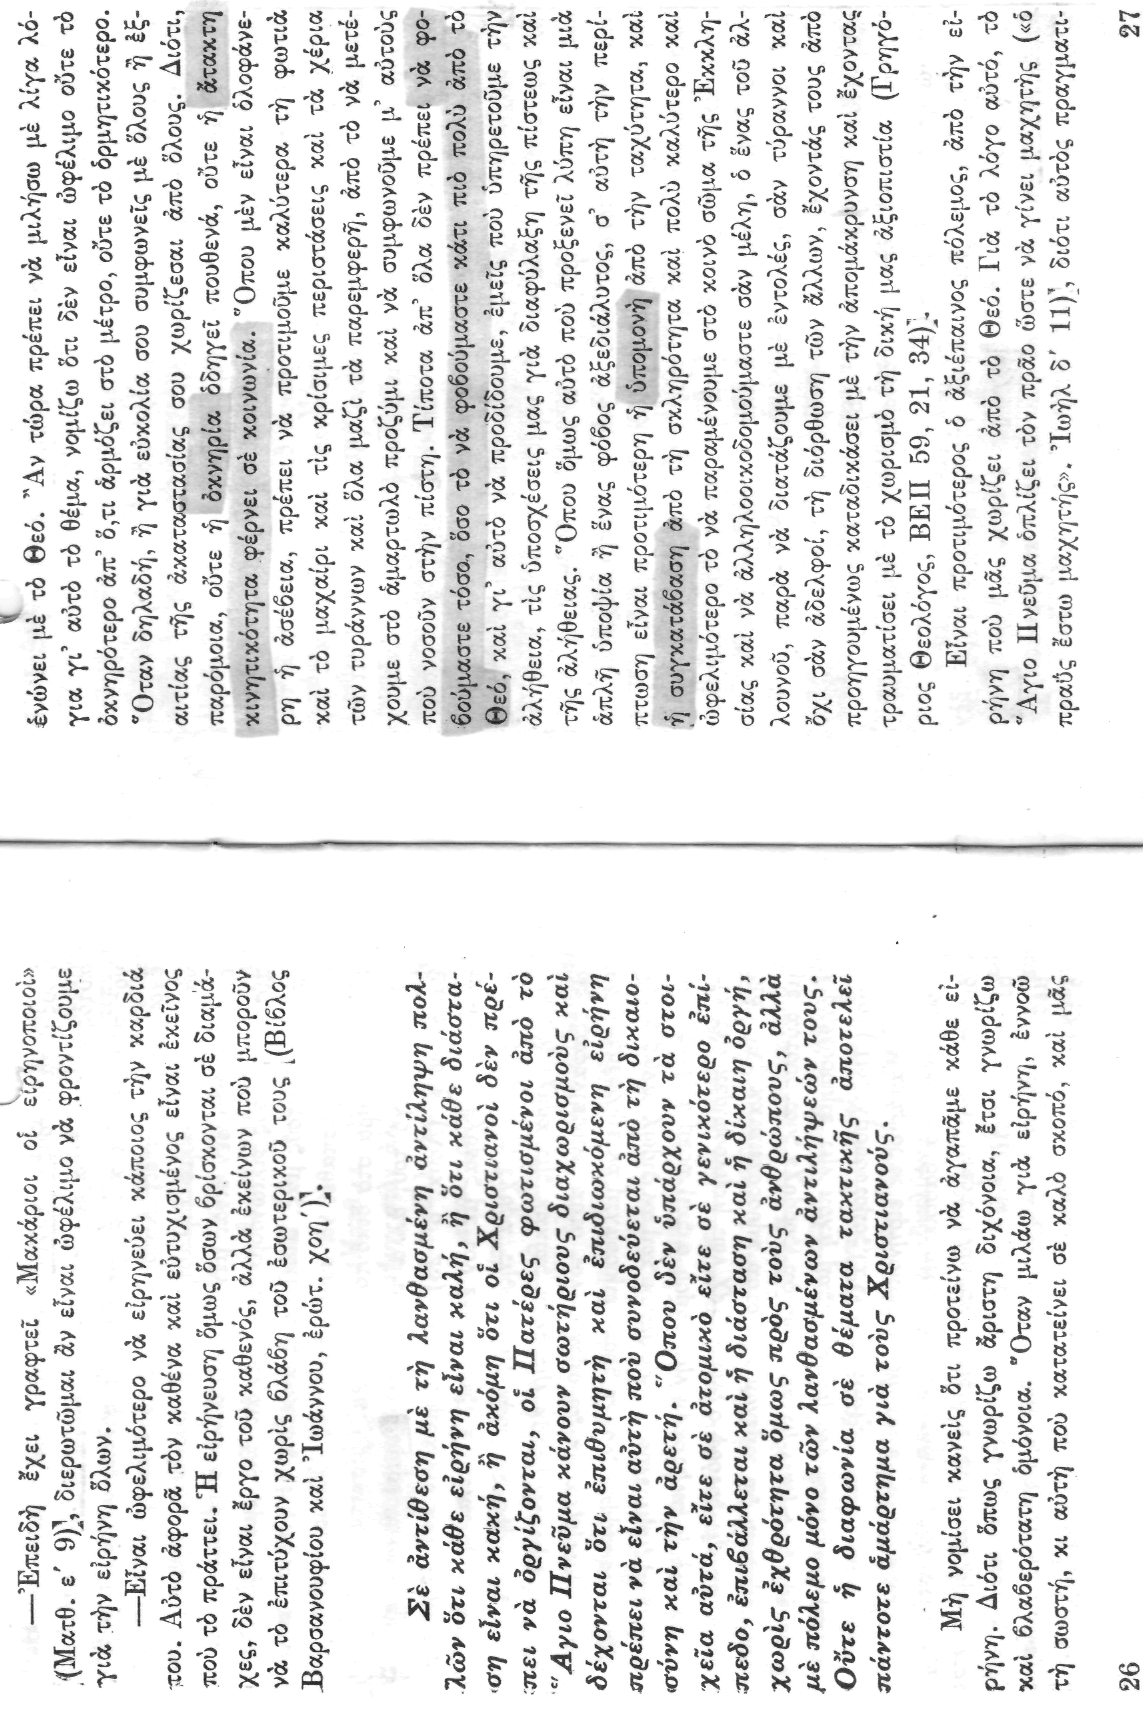 —Ἐπειδὴ ἔχει γραφτεῖ «Μακάριοι οἱ εἰρηνοποιοὶ»
(Ματθ. ε΄ 9), διερωτῶμαι ἂν εἶναι ὠφέλιμο νὰ φροντίζουμε
γιὰ τὴν εἰρήνη ὅλων.
—Εἶναι ὠφελιμότερο νὰ εἰρηνεύει κάποιος τὴν καρδιά
του. Αὐτὸ ἀφορᾶ τὸν καθένα καὶ εὐτυχισμένος εἶναι ἐκεῖνος
ποὺ τὸ πράττει. Ἡ εἰρήνευση ὅμως ὅσων βρίσκονται σὲ διαμά-
χες, δὲν εἶναι ἔργο τοῦ καθενός, ἀλλὰ ἐκείνων ποὺ μποροῦν
νὰ τὸ ἐπιτύχουν χωρὶς βλάβη τοῦ ἐσωτερικοῦ τους (Βίβλος
Βαρσανουφίου καὶ Ἰωάννου, ἐρώτ. χοη΄).
Σὲ ἀντίθεση μὲ τὴ λανθασμένη ἀντίληψη πολ-
λῶν ὅτι κάθε εἰρήνη εἶναι καλή, ἢ ὅτι κάθε διάστα-
ση εἶναι κακή, ἢ ἀκόμη ὅτι οἱ Χριστιανοὶ δὲν πρέ-
πει νὰ ὀργίζονται, οἱ Πατέρες φωτισμένοι ἀπὸ τὸ
Ἅγιο Πνεῦμα κάνουν σωτήριους διαχωρισμοὺς καὶ
δέχονται ὅτι ἐπιθυμητὴ καὶ ἐπιδιωκόμενη εἰρήνη
πρέπει νὰ εἶναι αὐτὴ ποὺ συνοδεύεται ἀπὸ τὴ δικαιο-
σύνη καὶ τὴν ἀρετή. Ὅπου δὲν ὑπάρχουν τὰ στοι-
χεῖα αὐτά, εἴτε σὲ ἀτομικὸ εἴτε σὲ γενικότερο ἐπί-
πεδο, ἐπιβάλλεται καὶ ἡ διάσταση καὶ ἡ δίκαιη ὀργή,
χωρὶς ἐχθρότητα ὅμως πρὸς τοὺς ἀνθρώπους, ἀλλὰ
μὲ πόλεμο μόνο τῶν λανθασμένων ἀντιλήψεών τους.
Οὔτε ἡ διαφωνία σὲ θέματα τακτικῆς ἀποτελεῖ
πάντοτε ἁμάρτημα γιὰ τοὺς Χριστιανούς.
Μὴ νομίσει κανεὶς ὅτι προτείνω νὰ ἀγαπᾶμε κάθε εἰ-
ρήνη. Διότι ὅπως γνωρίζω ἄριστη διχόνοια, ἔτσι γνωρίζω
καὶ βλαβερότατη ὁμόνοια. Ὅταν μιλάω γιὰ εἰρήνη, ἐννοῶ
τὴ σωστή, κι αὐτὴ ποὺ κατατείνει σὲ καλὸ σκοπό, καὶ μᾶς
26
ἑνώνει μὲ τὸ Θεό. Ἂν τώρα πρέπει νὰ μιλήσω μὲ λίγα λό-
για γι' αὐτὸ τὸ θέμα, νομίζω ὅτι δὲν εἶναι ὠφέλιμο οὔτε τὸ
ὀκνηρότερο ἀπ' ὅ,τι ἁρμόζει στὸ μέτρο, οὔτε τὸ ὁρμητικότερο.
Ὅταν δηλαδή, ἢ γιὰ εὐκολία σου συμφωνεῖς μὲ ὅλους ἢ ἐξ-
αιτίας τῆς ἀκαταστασίας σου χωρίζεσαι ἀπὸ ὅλους. Διότι,
παρόμοια, οὔτε ἡ ὀκνηρία ὁδηγεῖ πουθενά, οὔτε ἡ ἄτακτη
κινητικότητα φέρνει σὲ κοινωνία. Ὅπου μὲν εἶναι ὁλοφάνε-
ρη ἡ ἀσέβεια, πρέπει νὰ προτιμοῦμε καλύτερα τὴ φωτιὰ
καὶ τὸ μαχαίρι καὶ τὶς κρίσιμες περιστάσεις καὶ τὰ χέρια
τῶν τυράννων καὶ ὅλα μαζὶ τὰ παρεμφερῆ, ἀπὸ τὸ νὰ μετέ-
χουμε στὸ ἁμαρτωλὸ προζύμι καὶ νὰ συμφωνοῦμε μ' αὐτοὺς
ποὺ νοσοῦν στὴν πίστη. Τίποτα ἀπ' ὅλα δὲν πρέπει νὰ φο-
βούμαστε τόσο, ὅσο τὸ νὰ φοβούμαστε κάτι πιὸ πολὺ ἀπὸ τὸ
Θεό, καὶ γι' αὐτὸ νὰ προδίδουμε, ἐμεῖς ποὺ ὑπηρετοῦμε τὴν
ἀλήθεια, τὶς ὑποσχέσεις μας γιὰ διαφύλαξη τῆς πίστεως καὶ
τῆς ἀλήθειας. Ὅπου ὅμως αὐτὸ ποὺ προξενεῖ λύπη εἶναι μιὰ
ἁπλῆ ὑποψία ἢ ἕνας φόβος ἀξεδιάλυτος, σ' αὐτὴ τὴν περί-
πτωση εἶναι προτιμότερη ἡ ὑπομονὴ ἀπὸ τὴν ταχύτητα, καὶ
ἡ συγκατάβαση ἀπὸ τὴ σκληρότητα καὶ πολὺ καλύτερο καὶ
ὠφελιμότερο τὸ νὰ παραμένουμε στὸ κοινὸ σῶμα τῆς Ἐκκλη-
σίας καὶ νὰ ἀλληλοοικοδομούμαστε σὰν μέλη, ὁ ἕνας τοῦ ἀλ-
λουνοῦ, παρὰ νὰ διατάζουμε μὲ ἐντολές, σὰν τύραννοι καὶ
ὄχι σὰν ἀδελφοί, τὴ διόρθωση τῶν ἄλλων, ἔχοντάς τους ἀπὸ
προηγουμένως καταδικάσει μὲ τὴν ἀπομάκρυνση καὶ ἔχοντας
τραυματίσει μὲ τὸ χωρισμὸ τὴ δική μας ἀξιοπιστία (Γρηγό-
ριος Θεολόγος, ΒΕΠ 59, 21, 34).
Εἶναι προτιμότερος ὁ ἀξιέπαινος πόλεμος, ἀπὸ τὴν εἰ-
ρήνη ποὺ μᾶς χωρίζει ἀπὸ τὸ Θεό. Γιὰ τὸ λόγο αὐτό, τὸ
Ἅγιο Πνεῦμα ὁπλίζει τὸν πρᾶο ὥστε νὰ γίνει μαχητὴς («ὁ
πραῢς ἔστω μαχητής». Ἰωὴλ δ΄ 11), διότι αὐτὸς πραγματι-
27